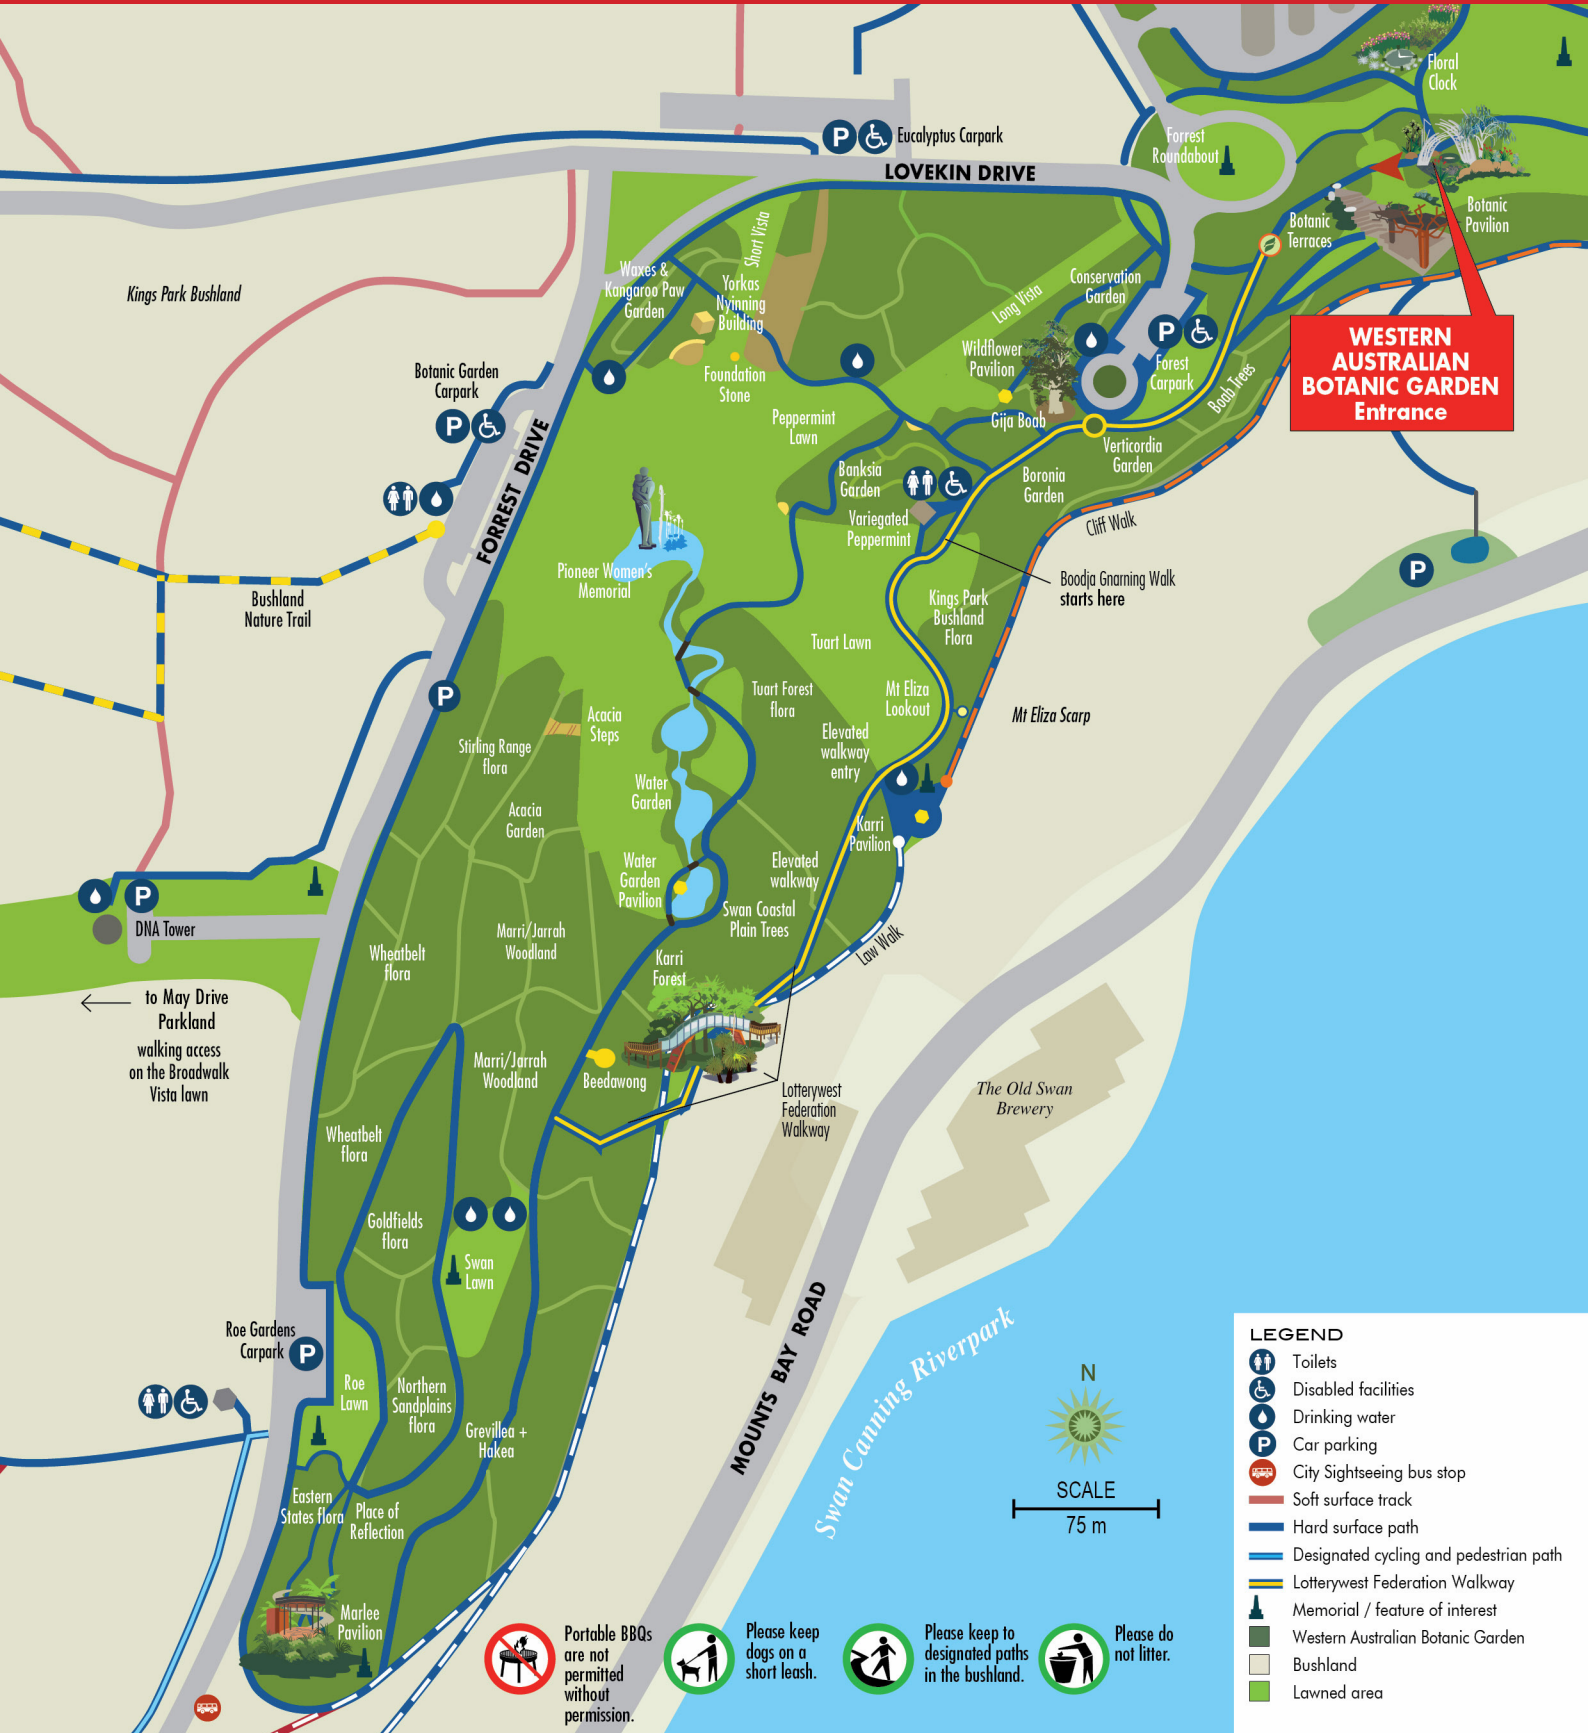 Floral
Clock
Forrest
Roundabout
P
Eucalyptus Carpark
LOVEKIN DRIVE
Botanic
Pavilion
Botanic
Terraces
Short Vista
Waxes &
Kangaroo Paw
Garden
Yorkas
Nyinning
Building
Conservation
Garden
Long Vista
Kings Park Bushland
WESTERN
AUSTRALIAN
BOTANIC GARDEN
Entrance
P
Forest
Carpark
Wildflower
Pavilion
Foundation
Stone
Boab Trees
Botanic Garden
Carpark
P
Peppermint
Lawn
Gija Boab
Verticordia
Garden
FORREST DRIVE
Banksia
Garden
Boronia
Garden
Variegated
Peppermint
Cliff Walk
Pioneer Women's
Memorial
Boodja Gnarning Walk
starts here
P
Bushland
Nature Trail
Kings Park
Bushland
Flora
Tuart Lawn
P
Tuart Forest
flora
Mt Eliza
Lookout
Mt Eliza Scarp
Acacia
Steps
Stirling Range
flora
Elevated
walkway
entry
Water
Garden
Acacia
Garden
Karri
Pavilion
Water
Garden
Pavilion
Elevated
walkway
P
DNA Tower
Swan Coastal
Plain Trees
Marri/Jarrah
Woodland
Law Walk
Wheatbelt
flora
Karri
Forest
to May Drive
Parkland
walking access
on the Broadwalk
Vista lawn
Marri/Jarrah
Woodland
Beedawong
Lotterywest
Federation
Walkway
The Old Swan
Brewery
Wheatbelt
flora
Goldfields
flora
Swan
Lawn
MOUNTS BAY ROAD
Swan Canning Riverpark
Roe Gardens
Carpark
P
Roe
Lawn
Northern
Sandplains
flora
Grevillea +
Hakea
Eastern
States flora
Place of
Reflection
Marlee
Pavilion
N
SCALE
75 m
Portable BBQs
are not
permitted
without
permission.
Please keep
dogs on a
short leash.
Please keep to
designated paths
in the bushland.
Please do
not litter.
LEGEND
Toilets
Disabled facilities
Drinking water
P Car parking
City Sightseeing bus stop
Soft surface track
Hard surface path
Designated cycling and pedestrian path
Lotterywest Federation Walkway
Memorial / feature of interest
Western Australian Botanic Garden
Bushland
Lawned area